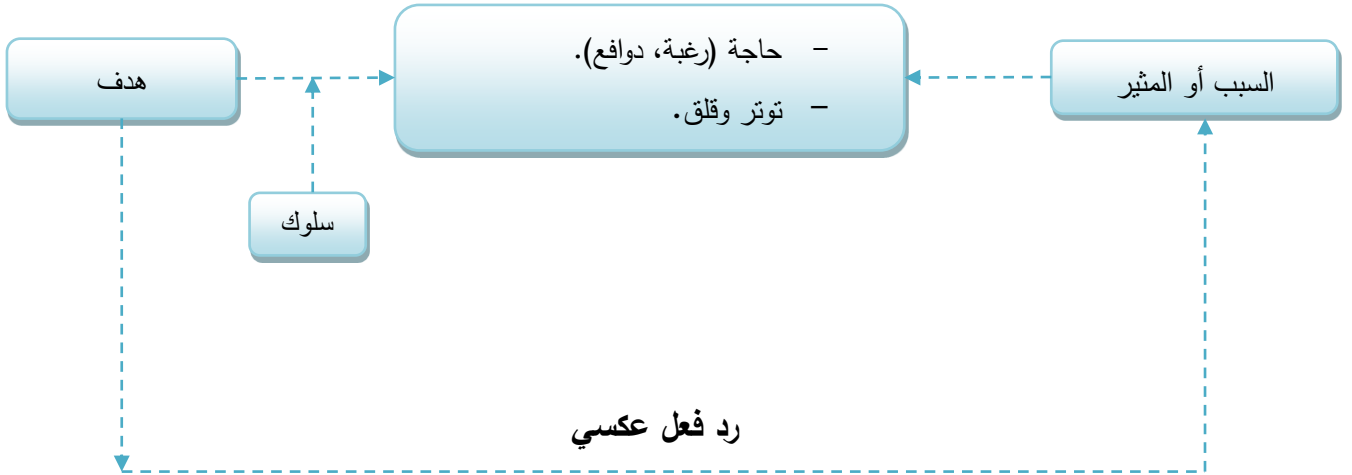 السبب أو المثير
- حاجة (رغبة، دوافع).
- توتر وقلق.
هدف
سلوك
رد فعل عكسي